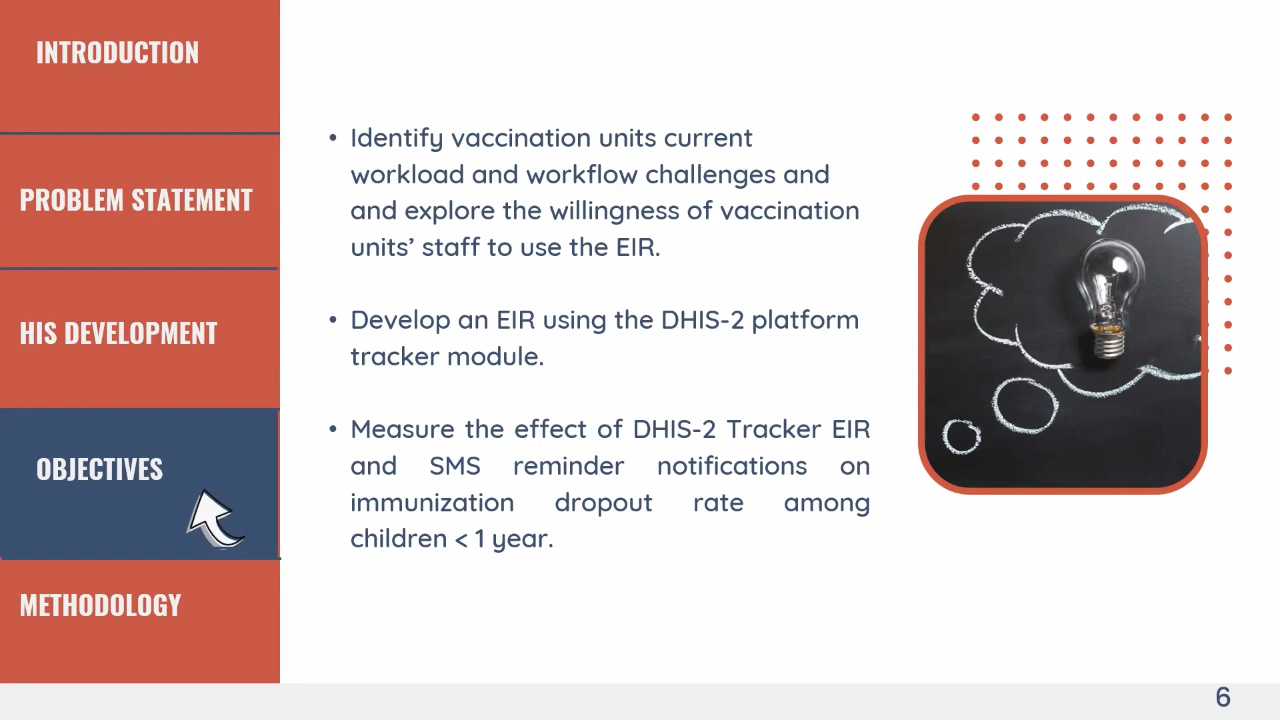 INTRODUCTION
PROBLEM STATEMENT
HIS DEVELOPMENT
OBJECTIVES
METHODOLOGY
• Identify vaccination units current
workload and workflow challenges and
and explore the willingness of vaccination
units’ staff to use the EIR.
• Develop an EIR using the DHIS-2 platform
tracker module.
• Measure the effect of DHIS-2 Tracker EIR
and SMS reminder notifications on
immunization dropout rate among
children < 1 year.
6